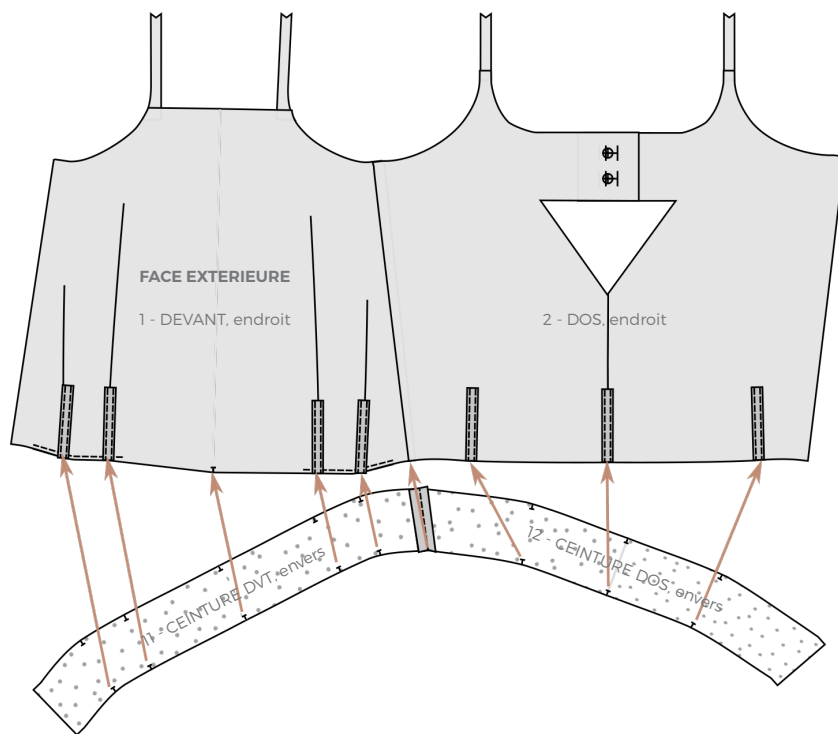 FACE EXTERIEURE
1 - DEVANT, endroit
2 - DOS, endroit
11 - CEINTURE DVT, envers
12 - CEINTURE DOS, envers